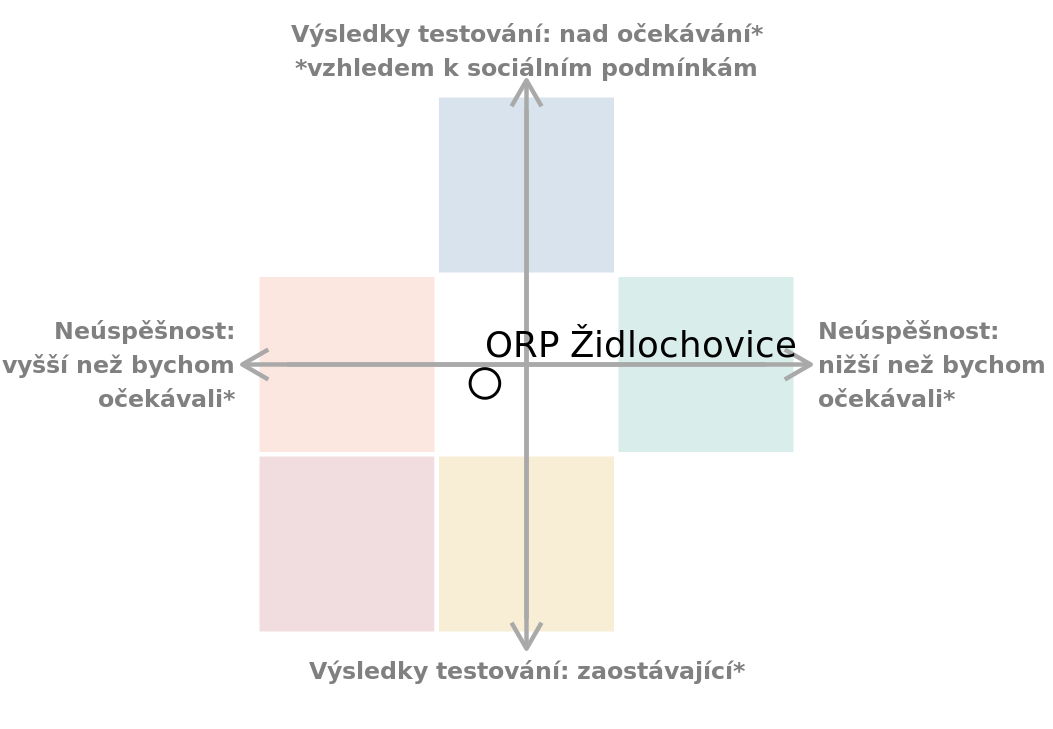 Výsledky testování: nad očekávání*
*vzhledem k sociálním podmínkám
Neúspěšnost:
vyšší než bychom
očekávali*
ORP Židlochovice
Neúspěšnost:
nižší než bychom
očekávali*
Výsledky testování: zaostávající*